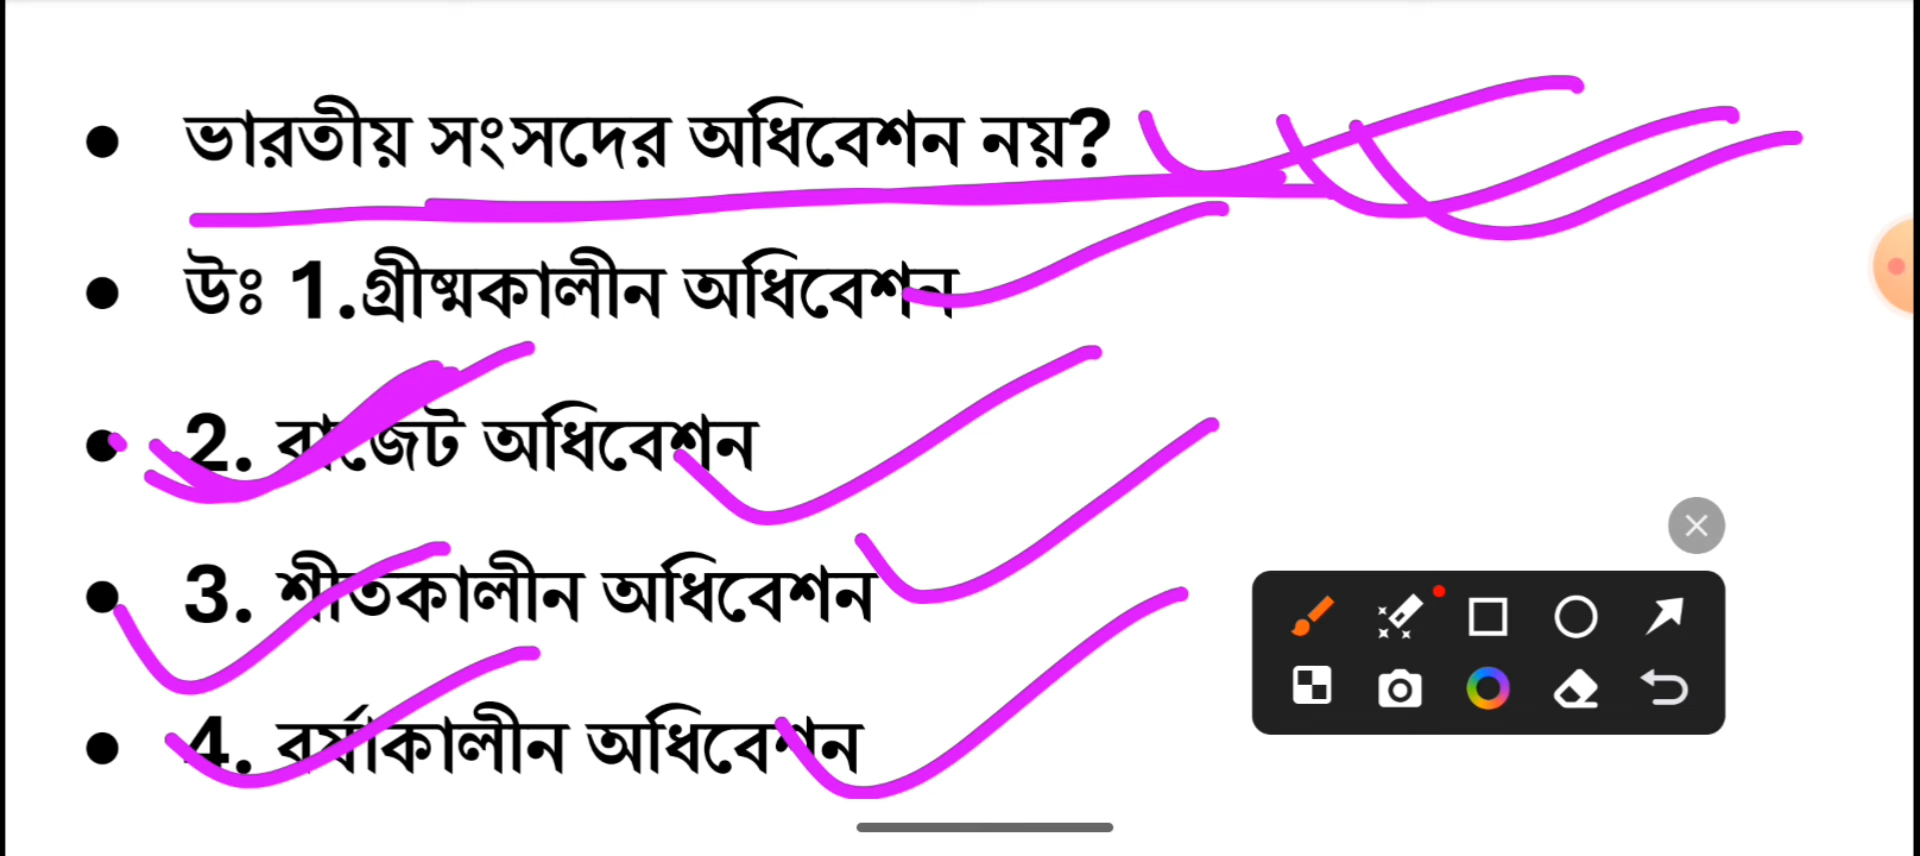 ভারতীয় সংসদের অধিবেশন নয়?
উঃ 1.গ্রীষ্মকালীন অধিবেশন
2. বাজেট অধিবেশন
3. শীতকালীন অধিবেশন
4. বর্ষাকালীন অধিবেশন